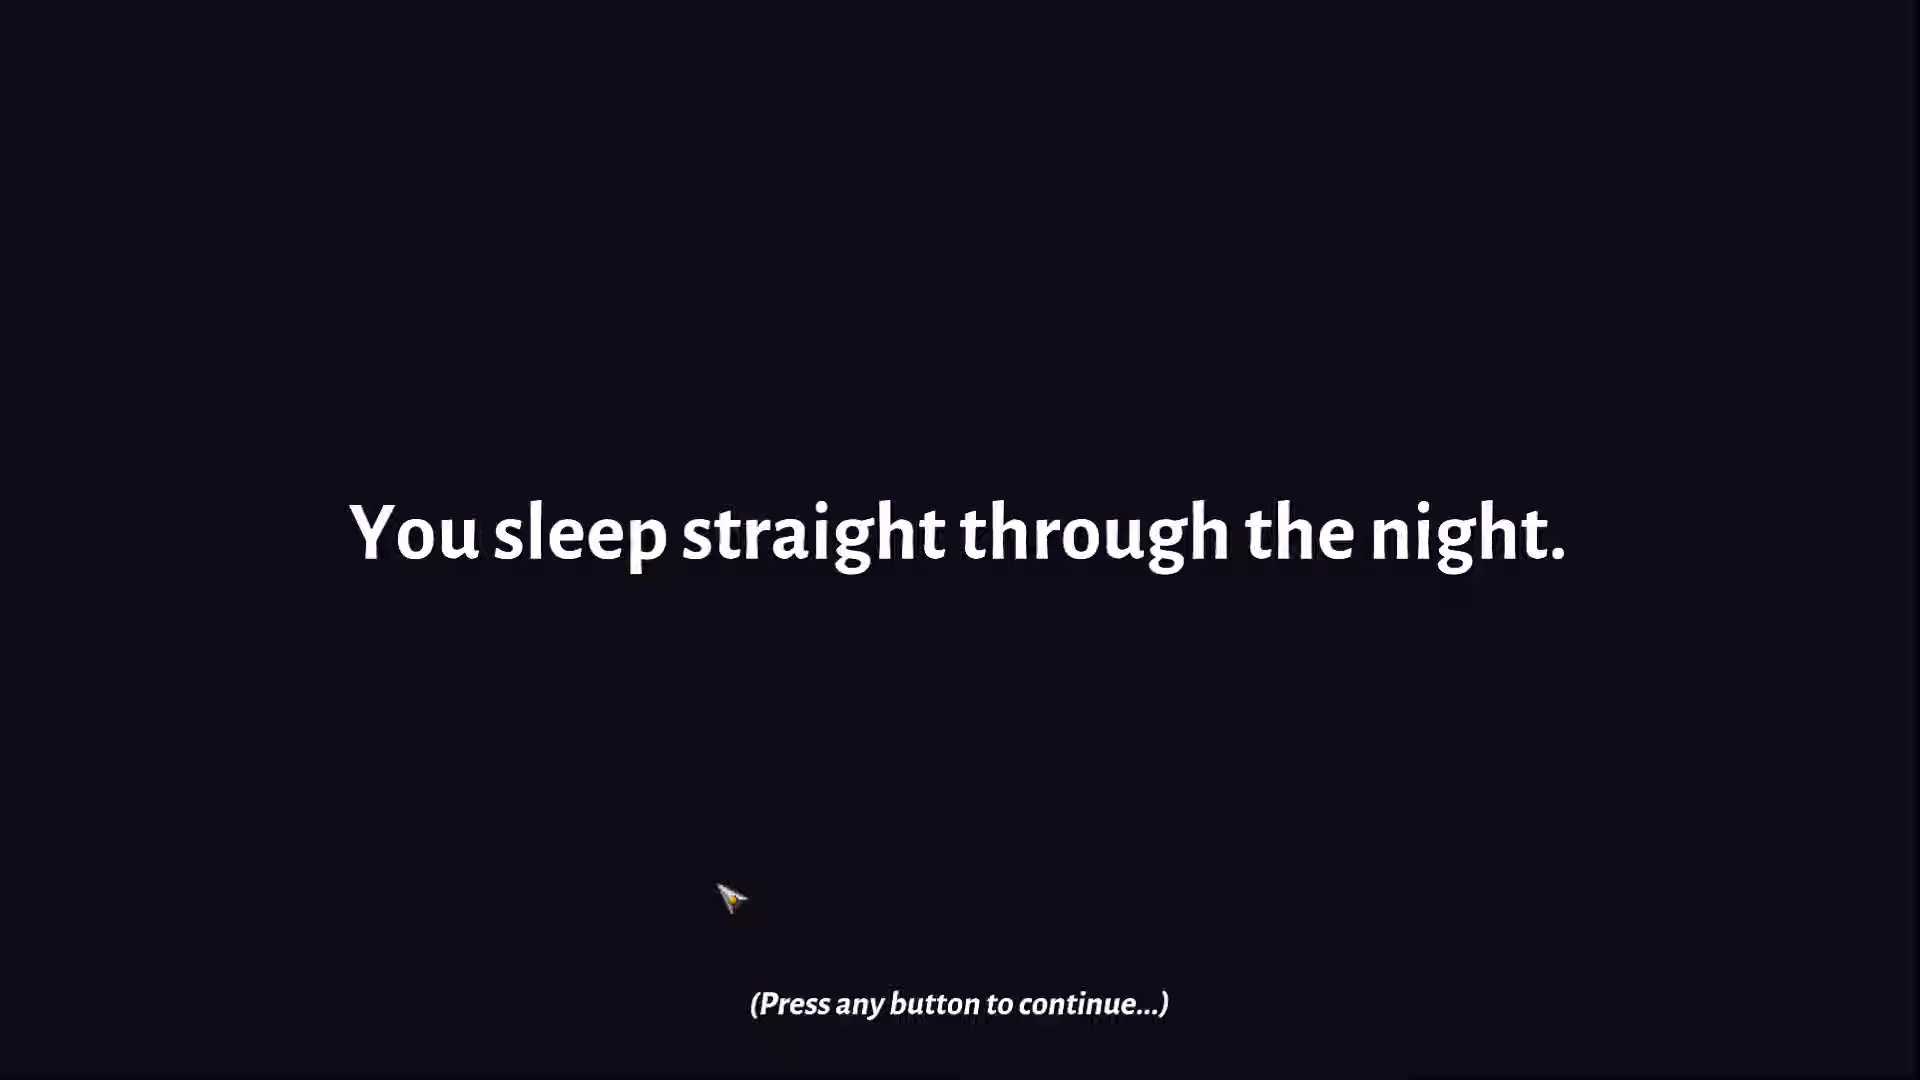 You sleep straight through the night.
(Press any button to continue...)